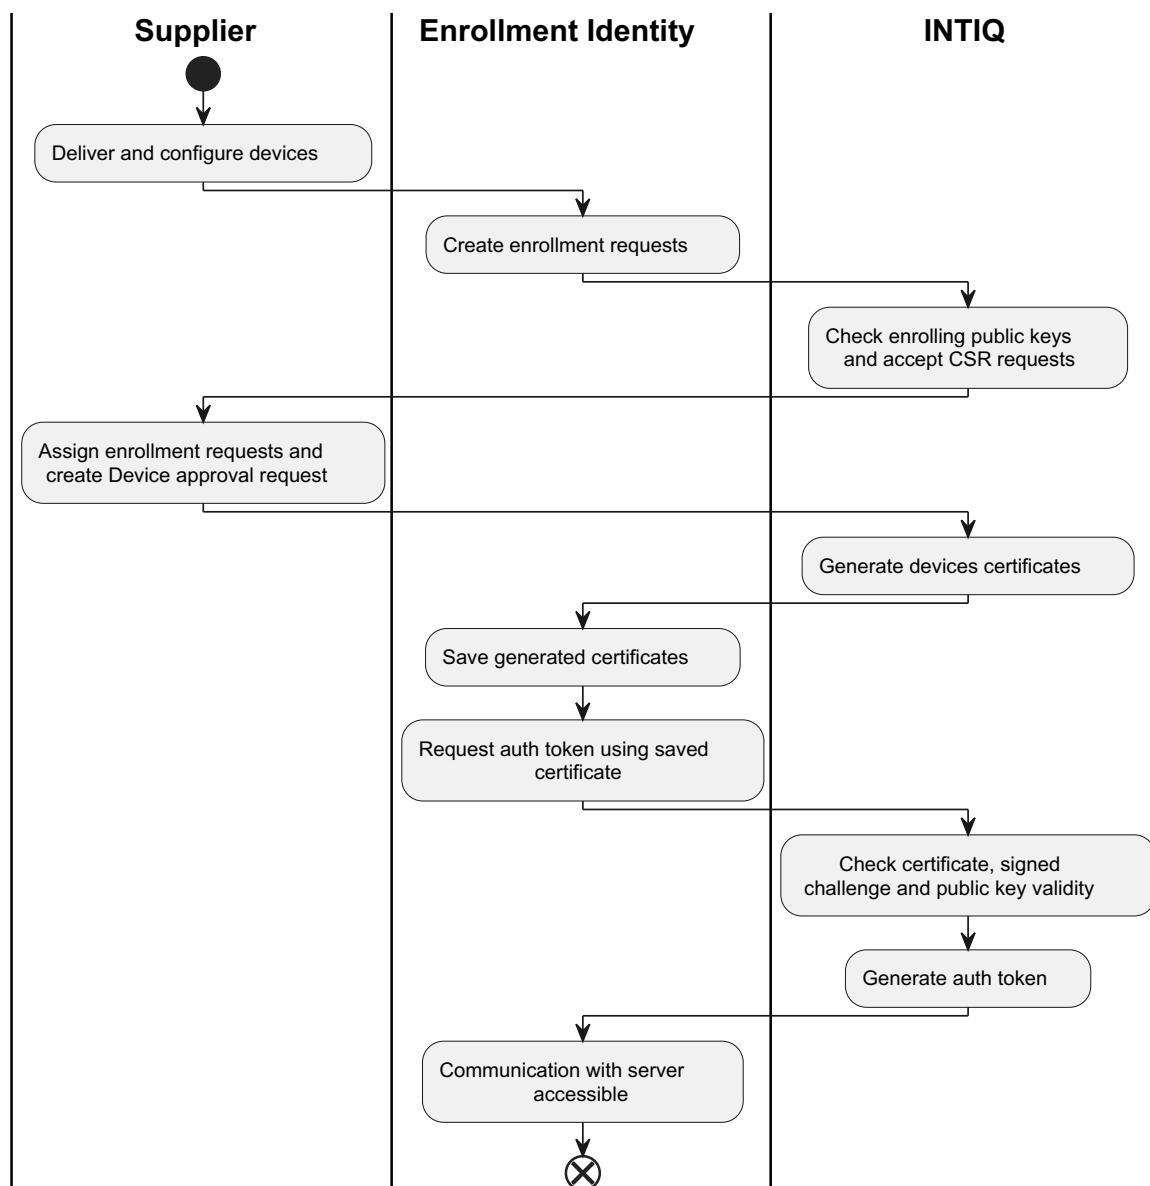 Supplier
Enrollment Identity
INTIQ
Deliver and configure devices
Create enrollment requests
Check enrolling public keys
and accept CSR requests
Assign enrollment requests and
create Device approval request
Generate devices certificates
Save generated certificates
Request auth token using saved
certificate
Check certificate, signed
challenge and public key validity
Generate auth token
Communication with server
accessible